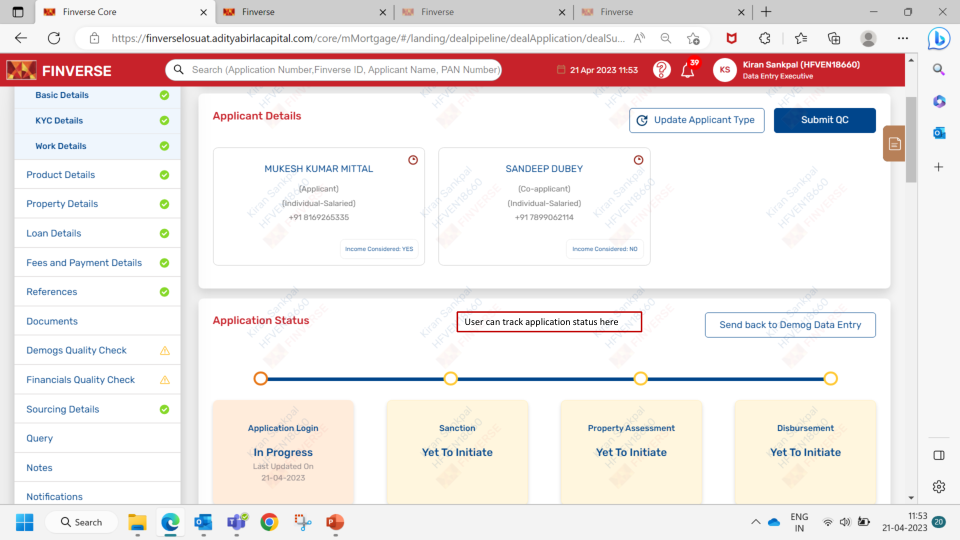 Finverse Core
Finverse
Finverse
Finverse
https://finverselosuat.adityabirlacapital.com/core/mMortgage/#/landing/dealpipeline/dealApplication/dealSu...
FINVERSE
Search (Application Number,Finverse ID, Applicant Name, PAN Number)
21 Apr 2023 11:53
39
KS
Kiran Sankpal (HFVEN18660)
Data Entry Executive
Basic Details
KYC Details
Work Details
Product Details
Property Details
Loan Details
Fees and Payment Details
References
Documents
Demogs Quality Check
Financials Quality Check
Sourcing Details
Query
Notes
Notifications
Applicant Details
Update Applicant Type
Submit QC
MUKESH KUMAR MITTAL
(Applicant)
(Individual-Salaried)
+91 8169265335
Income Considered: YES
SANDEEP DUBEY
(Co-applicant)
(Individual-Salaried)
+91 7899062114
Income Considered: NO
Application Status
User can track application status here
Send back to Demog Data Entry
Application Login
In Progress
Last Updated On
21-04-2023
Sanction
Yet To Initiate
Property Assessment
Yet To Initiate
Disbursement
Yet To Initiate
Search
ENG
IN
11:53
21-04-2023
20